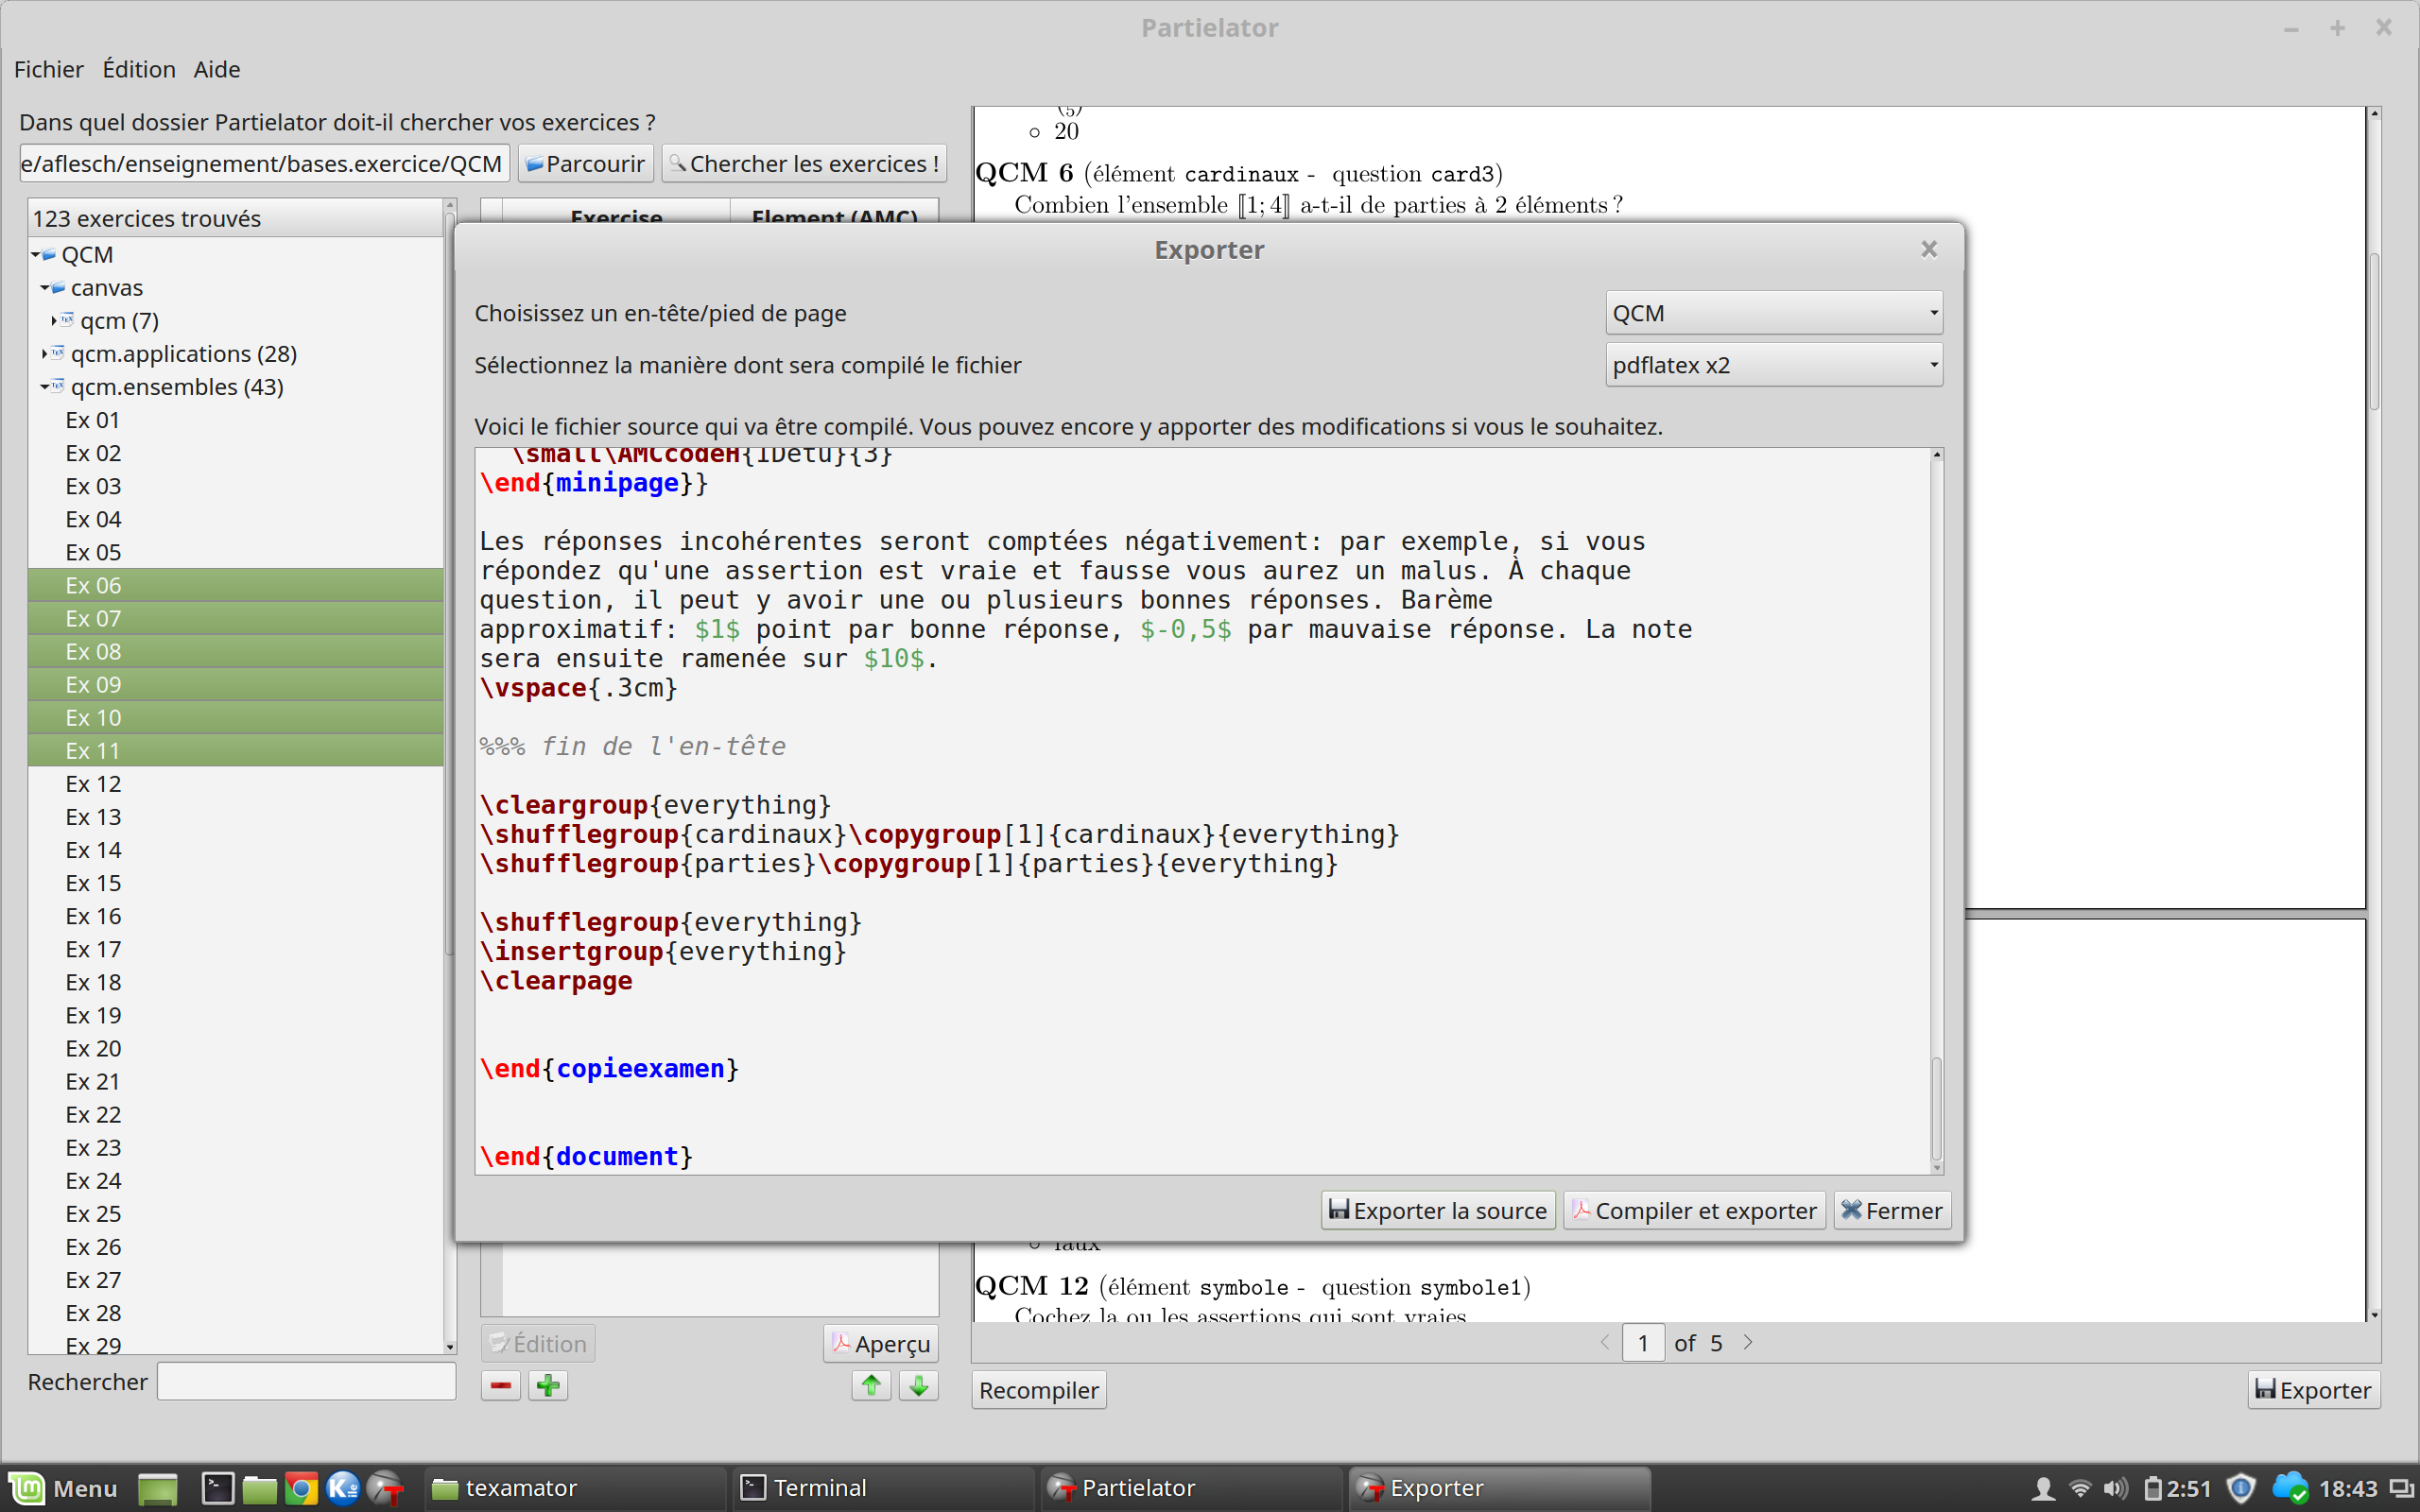 Partielator
Fichier Édition Aide
Dans quel dossier Partielator doit-il chercher vos exercices ?
e/aflesch/enseignement/bases.exercice/QCM Parcourir Chercher les exercices !
123 exercices trouvés
QCM
canvas
qcm (7)
qcm.applications (28)
qcm.ensembles (43)
Ex 01
Ex 02
Ex 03
Ex 04
Ex 05
Ex 06
Ex 07
Ex 08
Ex 09
Ex 10
Ex 11
Ex 12
Ex 13
Ex 14
Ex 15
Ex 16
Ex 17
Ex 18
Ex 19
Ex 20
Ex 21
Ex 22
Ex 23
Ex 24
Ex 25
Ex 26
Ex 27
Ex 28
Ex 29
Rechercher
Exercise Element (AMC)
Édition Aperçu
(5)
20
QCM 6 (élément cardinaux - question card3)
Combien l'ensemble ⟦1; 4⟧ a-t-il de parties à 2 éléments ?
Exporter
Choisissez un en-tête/pied de page QCM
Sélectionnez la manière dont sera compilé le fichier pdflatex x2
Voici le fichier source qui va être compilé. Vous pouvez encore y apporter des modifications si vous le souhaitez.
\small\AMCcodeH{IDetu}{3}
\end{minipage}}
Les réponses incohérentes seront comptées négativement: par exemple, si vous
répondez qu'une assertion est vraie et fausse vous aurez un malus. À chaque
question, il peut y avoir une ou plusieurs bonnes réponses. Barème
approximatif: $1$ point par bonne réponse, $-0,5$ par mauvaise réponse. La note
sera ensuite ramenée sur $10$.
\vspace{.3cm}
%%% fin de l'en-tête
\cleargroup{everything}
\shufflegroup{cardinaux}\copygroup[1]{cardinaux}{everything}
\shufflegroup{parties}\copygroup[1]{parties}{everything}
\shufflegroup{everything}
\insertgroup{everything}
\clearpage
\end{copieexamen}
\end{document}
Exporter la source Compiler et exporter Fermer
faux
QCM 12 (élément symbole - question symbole1)
Cochez la ou les assertions qui sont vraies
1 of 5
Recompiler Exporter
Menu texamator Terminal Partielator Exporter 2:51 18:43